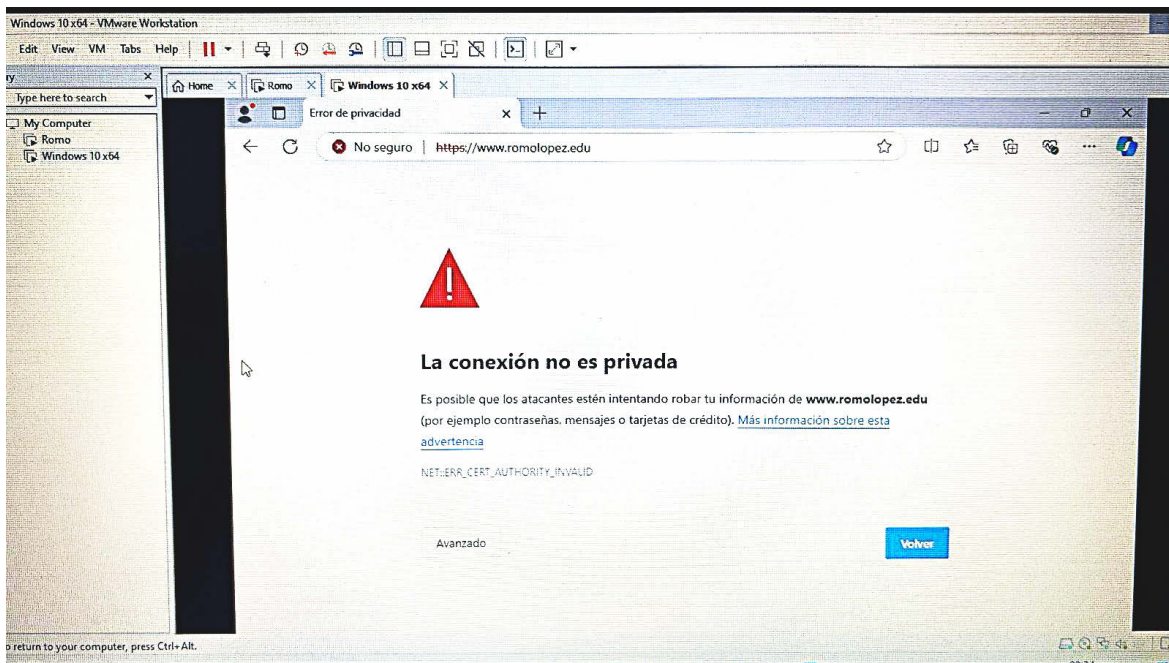 Windows 10 x64 - VMware Workstation
Edit View VM Tabs Help
Home Romo Windows 10 x64
Type here to search
My Computer
Romo
Windows 10 x64
Error de privacidad
No seguro https://www.romolopez.edu
La conexión no es privada
Es posible que los atacantes estén intentando robar tu información de www.romolopez.edu
(por ejemplo contraseñas, mensajes o tarjetas de crédito). Más información sobre esta
advertencia
NET::ERR_CERT_AUTHORITY_INVALID
Avanzado
Volver
return to your computer, press Ctrl+Alt.